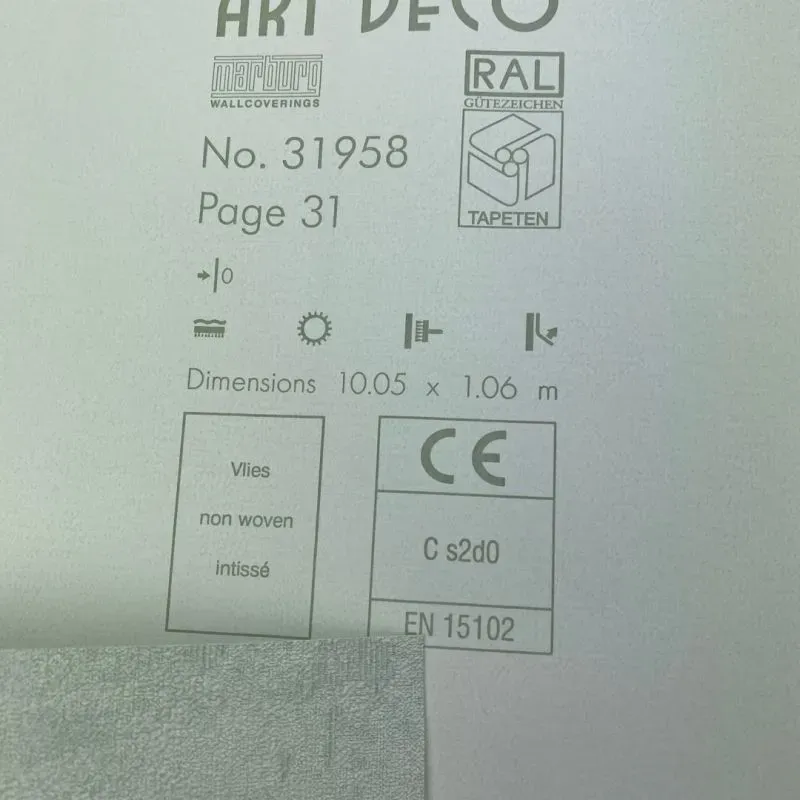 ART DECO
marburg
WALLCOVERINGS
RAL
GÜTEZEICHEN
TAPETEN
No. 31958
Page 31
0
Dimensions 10.05 x 1.06 m
Vlies
non woven
intissé
CE
C s2d0
EN 15102